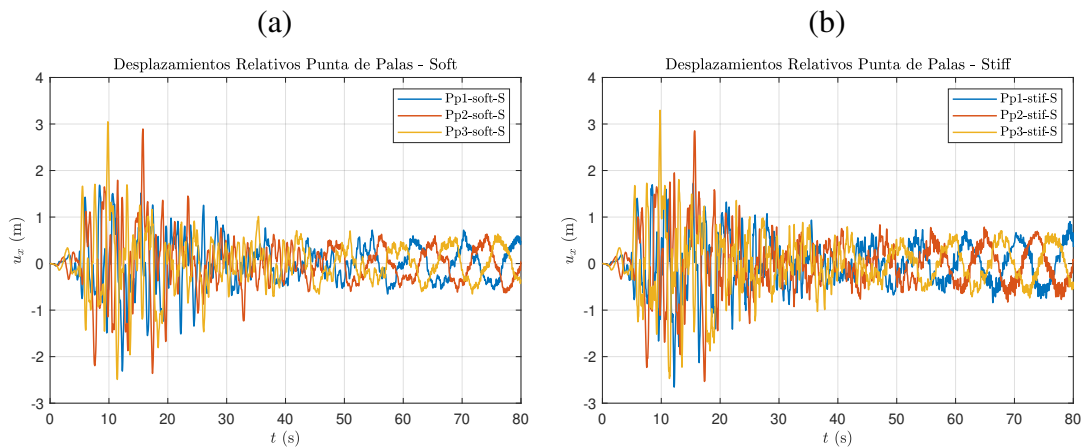 (a)
Desplazamientos Relativos Punta de Palas - Soft
4
3
2
1
0
-1
-2
-3
u_x (m)
Pp1-soft-S
Pp2-soft-S
Pp3-soft-S
0 10 20 30 40 50 60 70 80
t (s)
(b)
Desplazamientos Relativos Punta de Palas - Stiff
4
3
2
1
0
-1
-2
-3
u_x (m)
Pp1-stif-S
Pp2-stif-S
Pp3-stif-S
0 10 20 30 40 50 60 70 80
t (s)